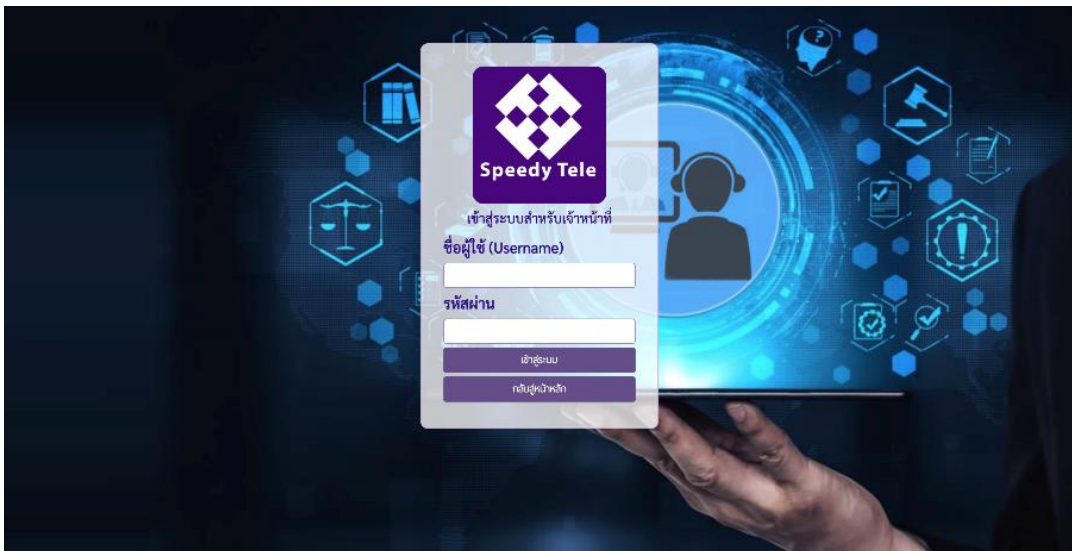 Speedy Tele
เข้าสู่ระบบสำหรับเจ้าหน้าที่
ชื่อผู้ใช้ (Username)
รหัสผ่าน
เข้าสู่ระบบ
กลับสู่หน้าหลัก